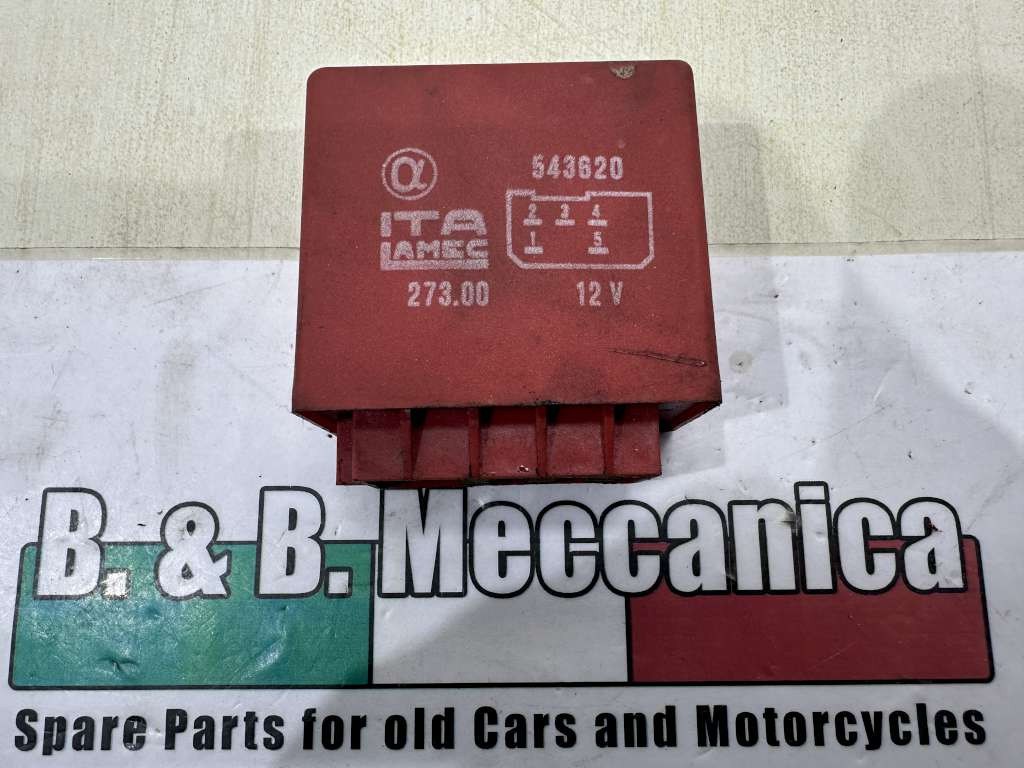 α
ITA
LAMEC
273.00
543620
2 3 4
1 5
12 V
B. & B. Meccanica
Spare Parts for old Cars and Motorcycles